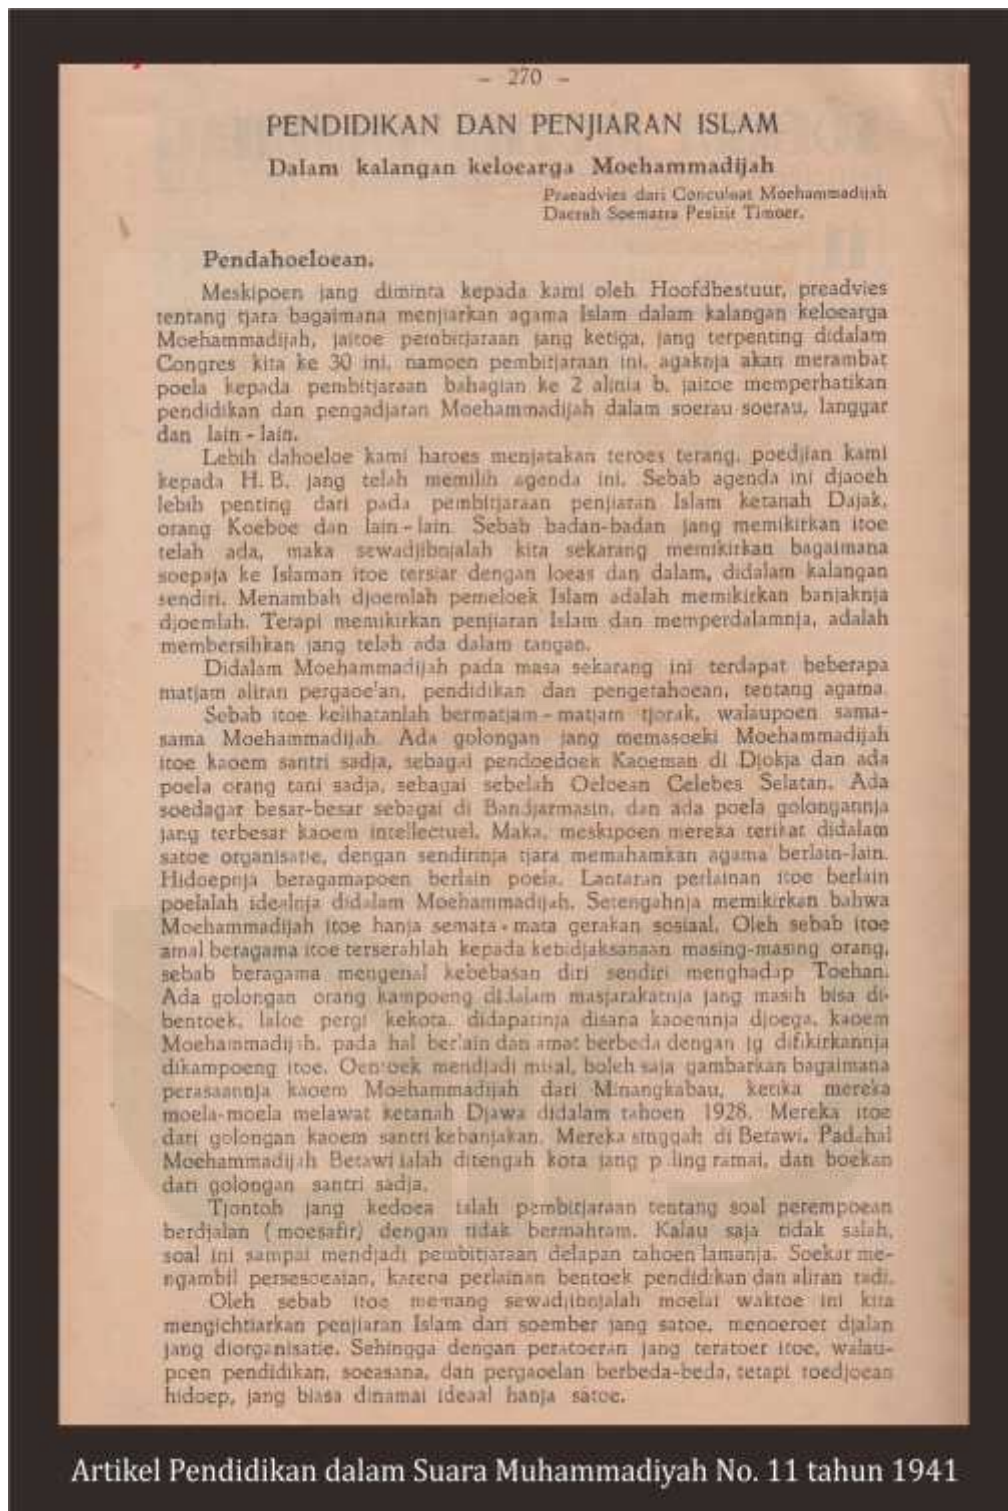 – 270 –
PENDIDIKAN DAN PENJIARAN ISLAM
Dalam kalangan keloearga Moehammadijah
Praeadvies dari Conculaat Moehammadijah
Daerah Soematra Pesisir Timoer.
Pendahoeloean.
Meskipoen jang diminta kepada kami oleh Hoofdbestuur, preadvies
tentang tjara bagaimana menjiarkan agama Islam dalam kalangan keloearga
Moehammadijah, jaitoe pembitjaraan jang ketiga, jang terpenting didalam
Congres kita ke 30 ini, namoen pembitjaraan ini, agaknja akan merambat
poela kepada pembitjaraan bahagian ke 2 alinia b. jaitoe memperhatikan
pendidikan dan pengadjaran Moehammadijah dalam soerau-soerau, langgar
dan lain - lain.
Lebih dahoeloe kami haroes menjatakan teroes terang, poedjian kami
kepada H. B. jang telah memilih agenda ini. Sebab agenda ini djaoeh
lebih penting dari pada pembitjaraan penjiaran Islam ketanah Dajak,
orang Koeboe dan lain - lain. Sebab badan-badan jang memikirkan itoe
telah ada, maka sewadjibnjalah kita sekarang memikirkan bagaimana
soepaja ke Islaman itoe tersiar dengan loeas dan dalam, didalam kalangan
sendiri. Menambah djoemlah pemeloek Islam adalah memikirkan banjaknja
djoemlah. Tetapi memikirkan penjiaran Islam dan memperdalamnja, adalah
membersihkan jang telah ada dalam tangan.
Didalam Moehammadijah pada masa sekarang ini terdapat beberapa
matjam aliran pergaoe'an, pendidikan dan pengetahoean, tentang agama.
Sebab itoe kelihatanlah bermatjam - matjam tjorak, walaupoen sama-
sama Moehammadijah. Ada golongan jang memasoeki Moehammadijah
itoe kaoem santri sadja, sebagai pendoedoek Kaoeman di Djokja dan ada
poela orang tani sadja, sebagai sebelah Oeloean Celebes Selatan. Ada
soedagar besar-besar sebagai di Bandjarmasin, dan ada poela golongannja
jang terbesar kaoem intellectuel. Maka, meskipoen mereka terikat didalam
satoe organisatie, dengan sendirinja tjara memahamkan agama berlain-lain.
Hidoepnja beragamapoen berlain poela. Lantaran perlainan itoe berlain
poelalah idealnja didalam Moehammadijah. Setengahnja memikirkan bahwa
Moehammadijah itoe hanja semata - mata gerakan sosiaal. Oleh sebab itoe
amal beragama itoe terserahlah kepada kebidjaksanaan masing-masing orang,
sebab beragama mengenal kebebasan diri sendiri menghadap Toehan.
Ada golongan orang kampoeng didalam masjarakatnja jang masih bisa di-
bentoek, laloe pergi kekota, didapatinja disana kaoemnja djoega, kaoem
Moehammadijah, pada hal berlain dan amat berbeda dengan jg difikirkannja
dikampoeng itoe. Oentoek mendjadi misal, boleh saja gambarkan bagaimana
perasaannja kaoem Moehammadijah dari Minangkabau, ketika mereka
moela-moela melawat ketanah Djawa didalam tahoen 1928. Mereka itoe
dari golongan kaoem santri kebanjakan. Mereka singgah di Betawi. Padahal
Moehammadijah Betawi ialah ditengah kota jang paling ramai, dan boekan
dari golongan santri sadja.
Tjontoh jang kedoea ialah pembitjaraan tentang soal perempoean
berdjalan (moesafir) dengan tidak bermahram. Kalau saja tidak salah,
soal ini sampai mendjadi pembitjaraan delapan tahoen lamanja. Soekar me-
ngambil persesoeaian, karena perlainan bentoek pendidikan dan aliran tadi.
Oleh sebab itoe memang sewadjibnjalah moelai waktoe ini kita
mengichtiarkan penjiaran Islam dari soember jang satoe, menoeroet djalan
jang diorganisatie. Sehingga dengan peratoeran jang teratoer itoe, walau-
poen pendidikan, soeasana, dan pergaoelan berbeda-beda, tetapi toedjoean
hidoep, jang biasa dinamai ideaal hanja satoe.
Artikel Pendidikan dalam Suara Muhammadiyah No. 11 tahun 1941